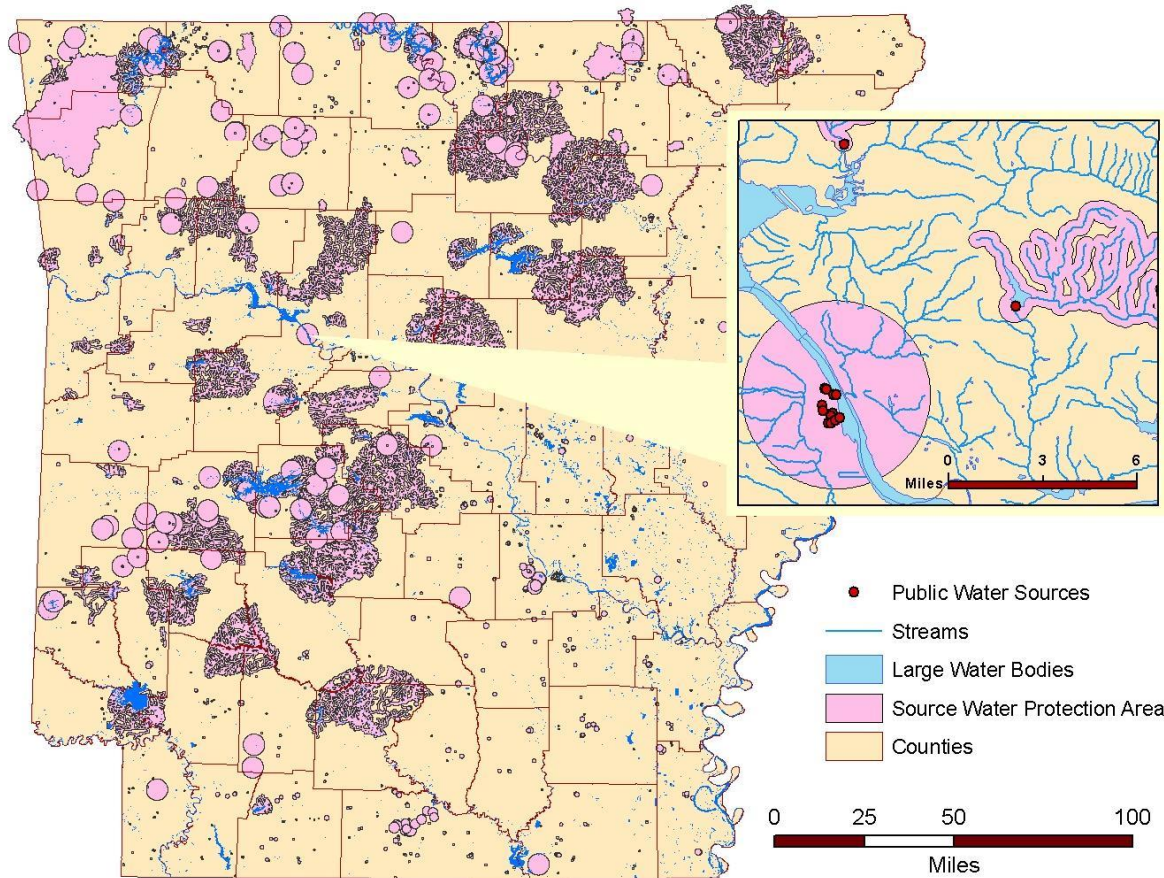 Miles 0 3 6
Public Water Sources
Streams
Large Water Bodies
Source Water Protection Area
Counties
0 25 50 100
Miles